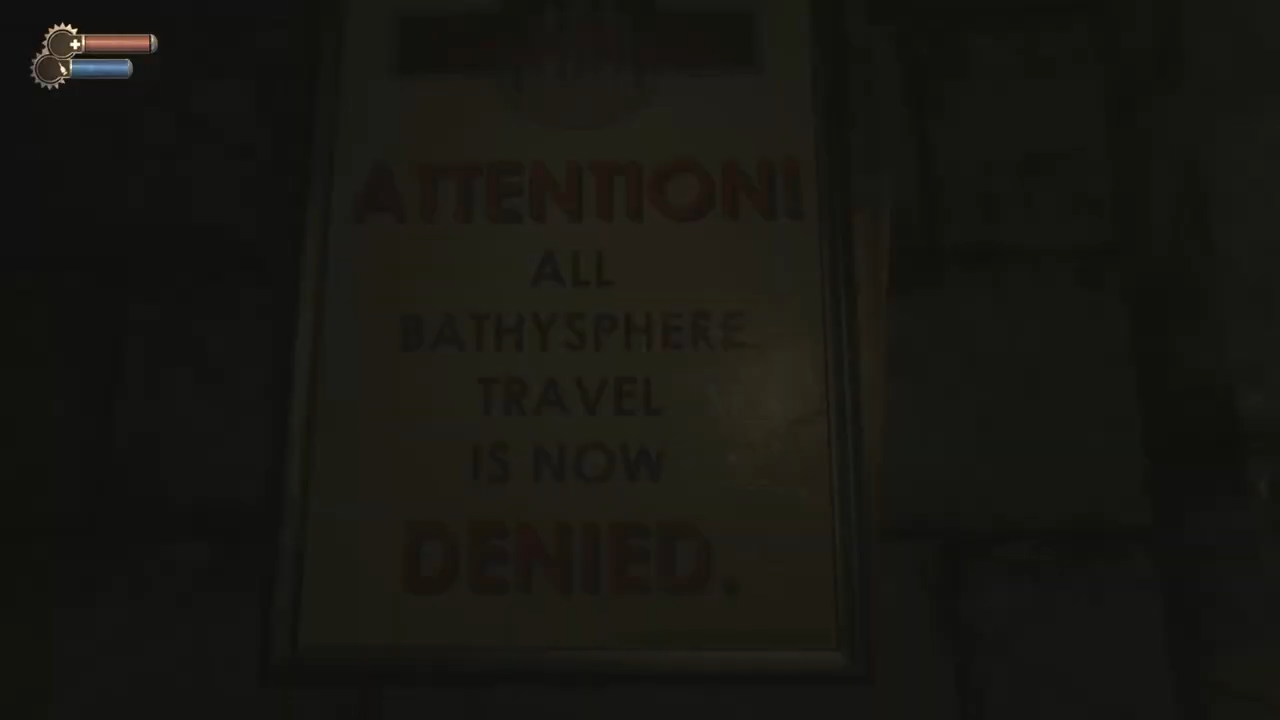 ATTENTION!
ALL
BATHYSPHERE
TRAVEL
IS NOW
DENIED.